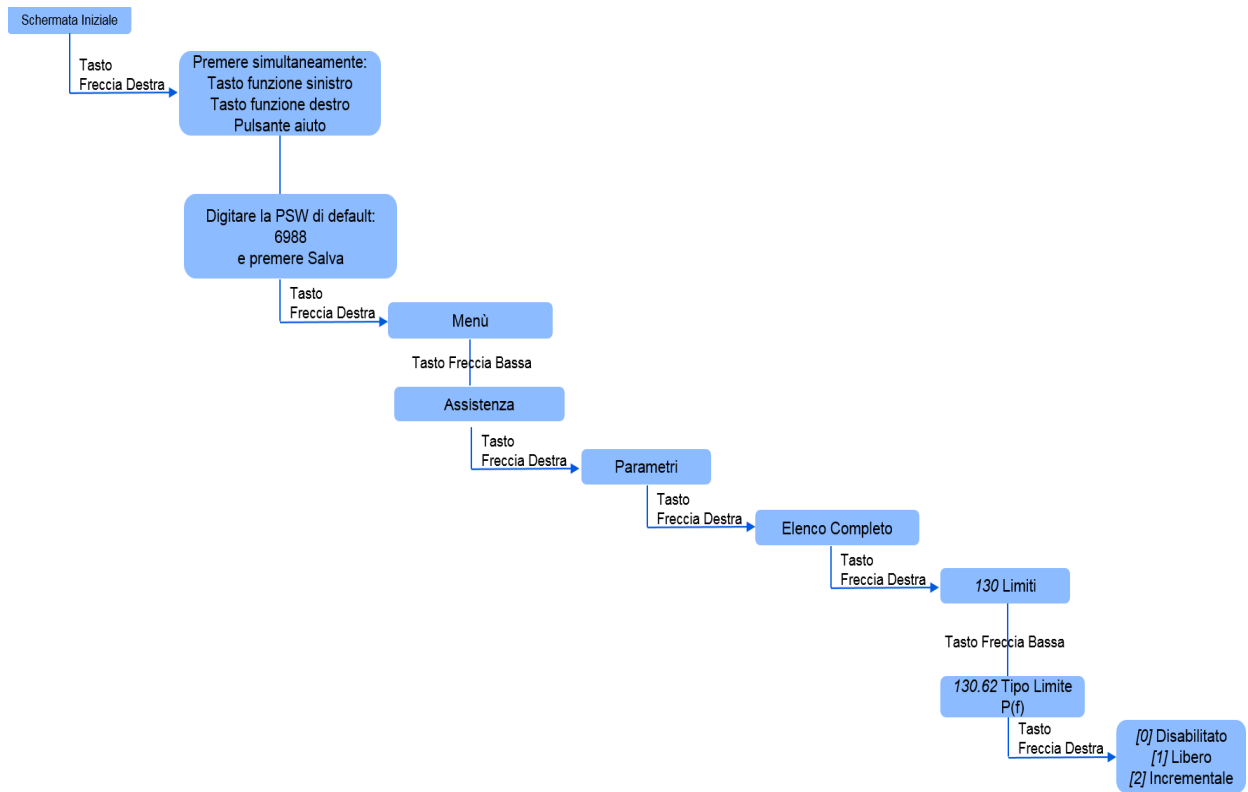 Schermata Iniziale
Tasto
Freccia Destra
Premere simultaneamente:
Tasto funzione sinistro
Tasto funzione destro
Pulsante aiuto
Digitare la PSW di default:
6988
e premere Salva
Tasto
Freccia Destra
Menù
Tasto Freccia Bassa
Assistenza
Tasto
Freccia Destra
Parametri
Tasto
Freccia Destra
Elenco Completo
Tasto
Freccia Destra
130 Limiti
Tasto Freccia Bassa
130.62 Tipo Limite
P(f)
Tasto
Freccia Destra
[0] Disabilitato
[1] Libero
[2] Incrementale